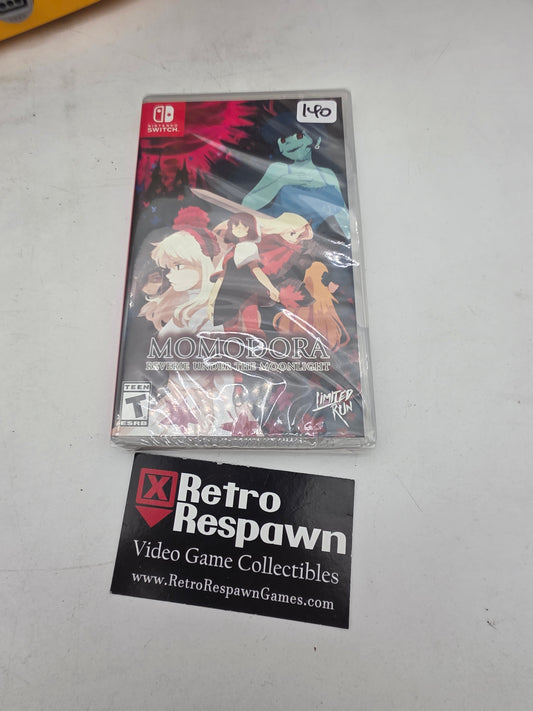 NINTENDO
SWITCH
140
MOMODORA
REVERIE UNDER THE MOONLIGHT
TEEN
T
ESRB
LIMITED
RUN
X Retro
Respawn
Video Game Collectibles
www.RetroRespawnGames.com